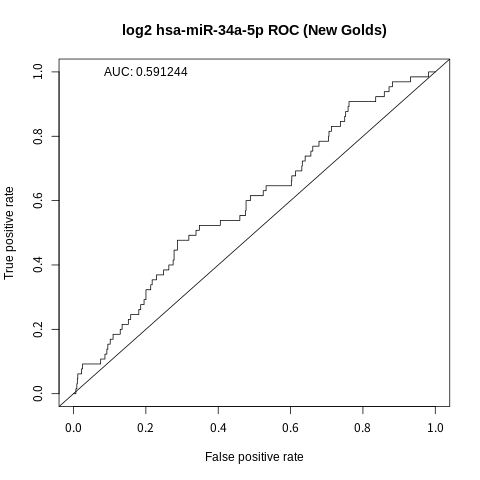 log2 hsa-miR-34a-5p ROC (New Golds)
AUC: 0.591244
True positive rate
1.0
0.8
0.6
0.4
0.2
0.0
0.0 0.2 0.4 0.6 0.8 1.0
False positive rate